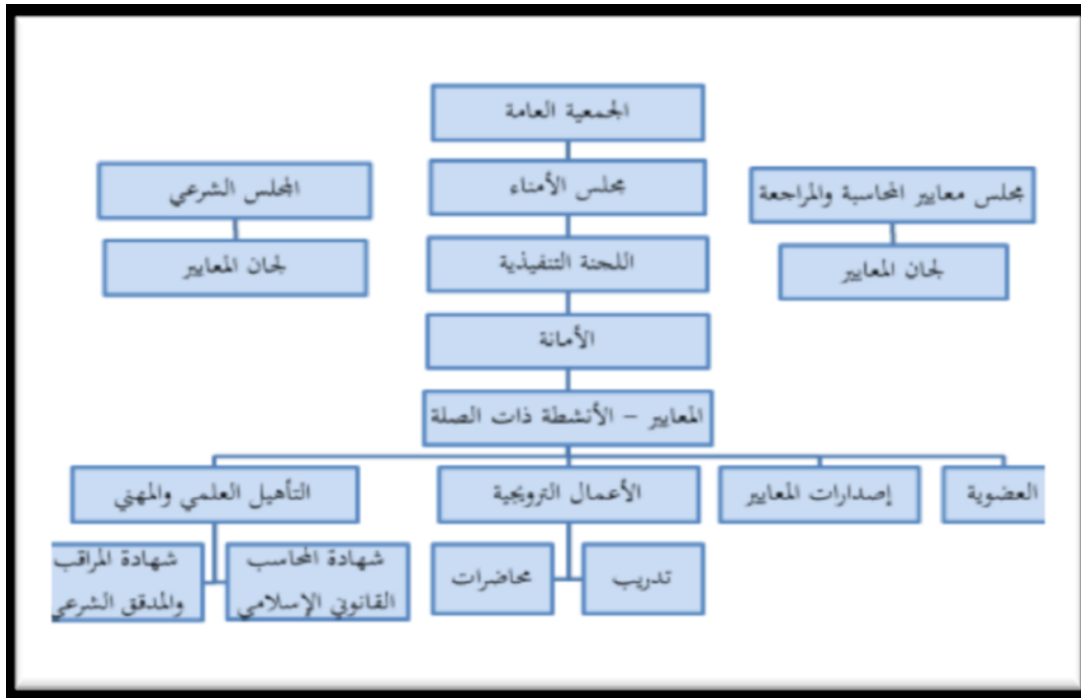 الجمعية العامة
مجلس معايير المحاسبة والمراجعة
مجلس الأمناء
المجلس الشرعي
لجان المعايير
اللجنة التنفيذية
لجان المعايير
الأمانة
المعايير – الأنشطة ذات الصلة
العضوية
إصدارات المعايير
الأعمال الترويجية
التأهيل العلمي والمهني
تدريب
محاضرات
شهادة المحاسب
القانوني الإسلامي
شهادة المراقب
والمدقق الشرعي